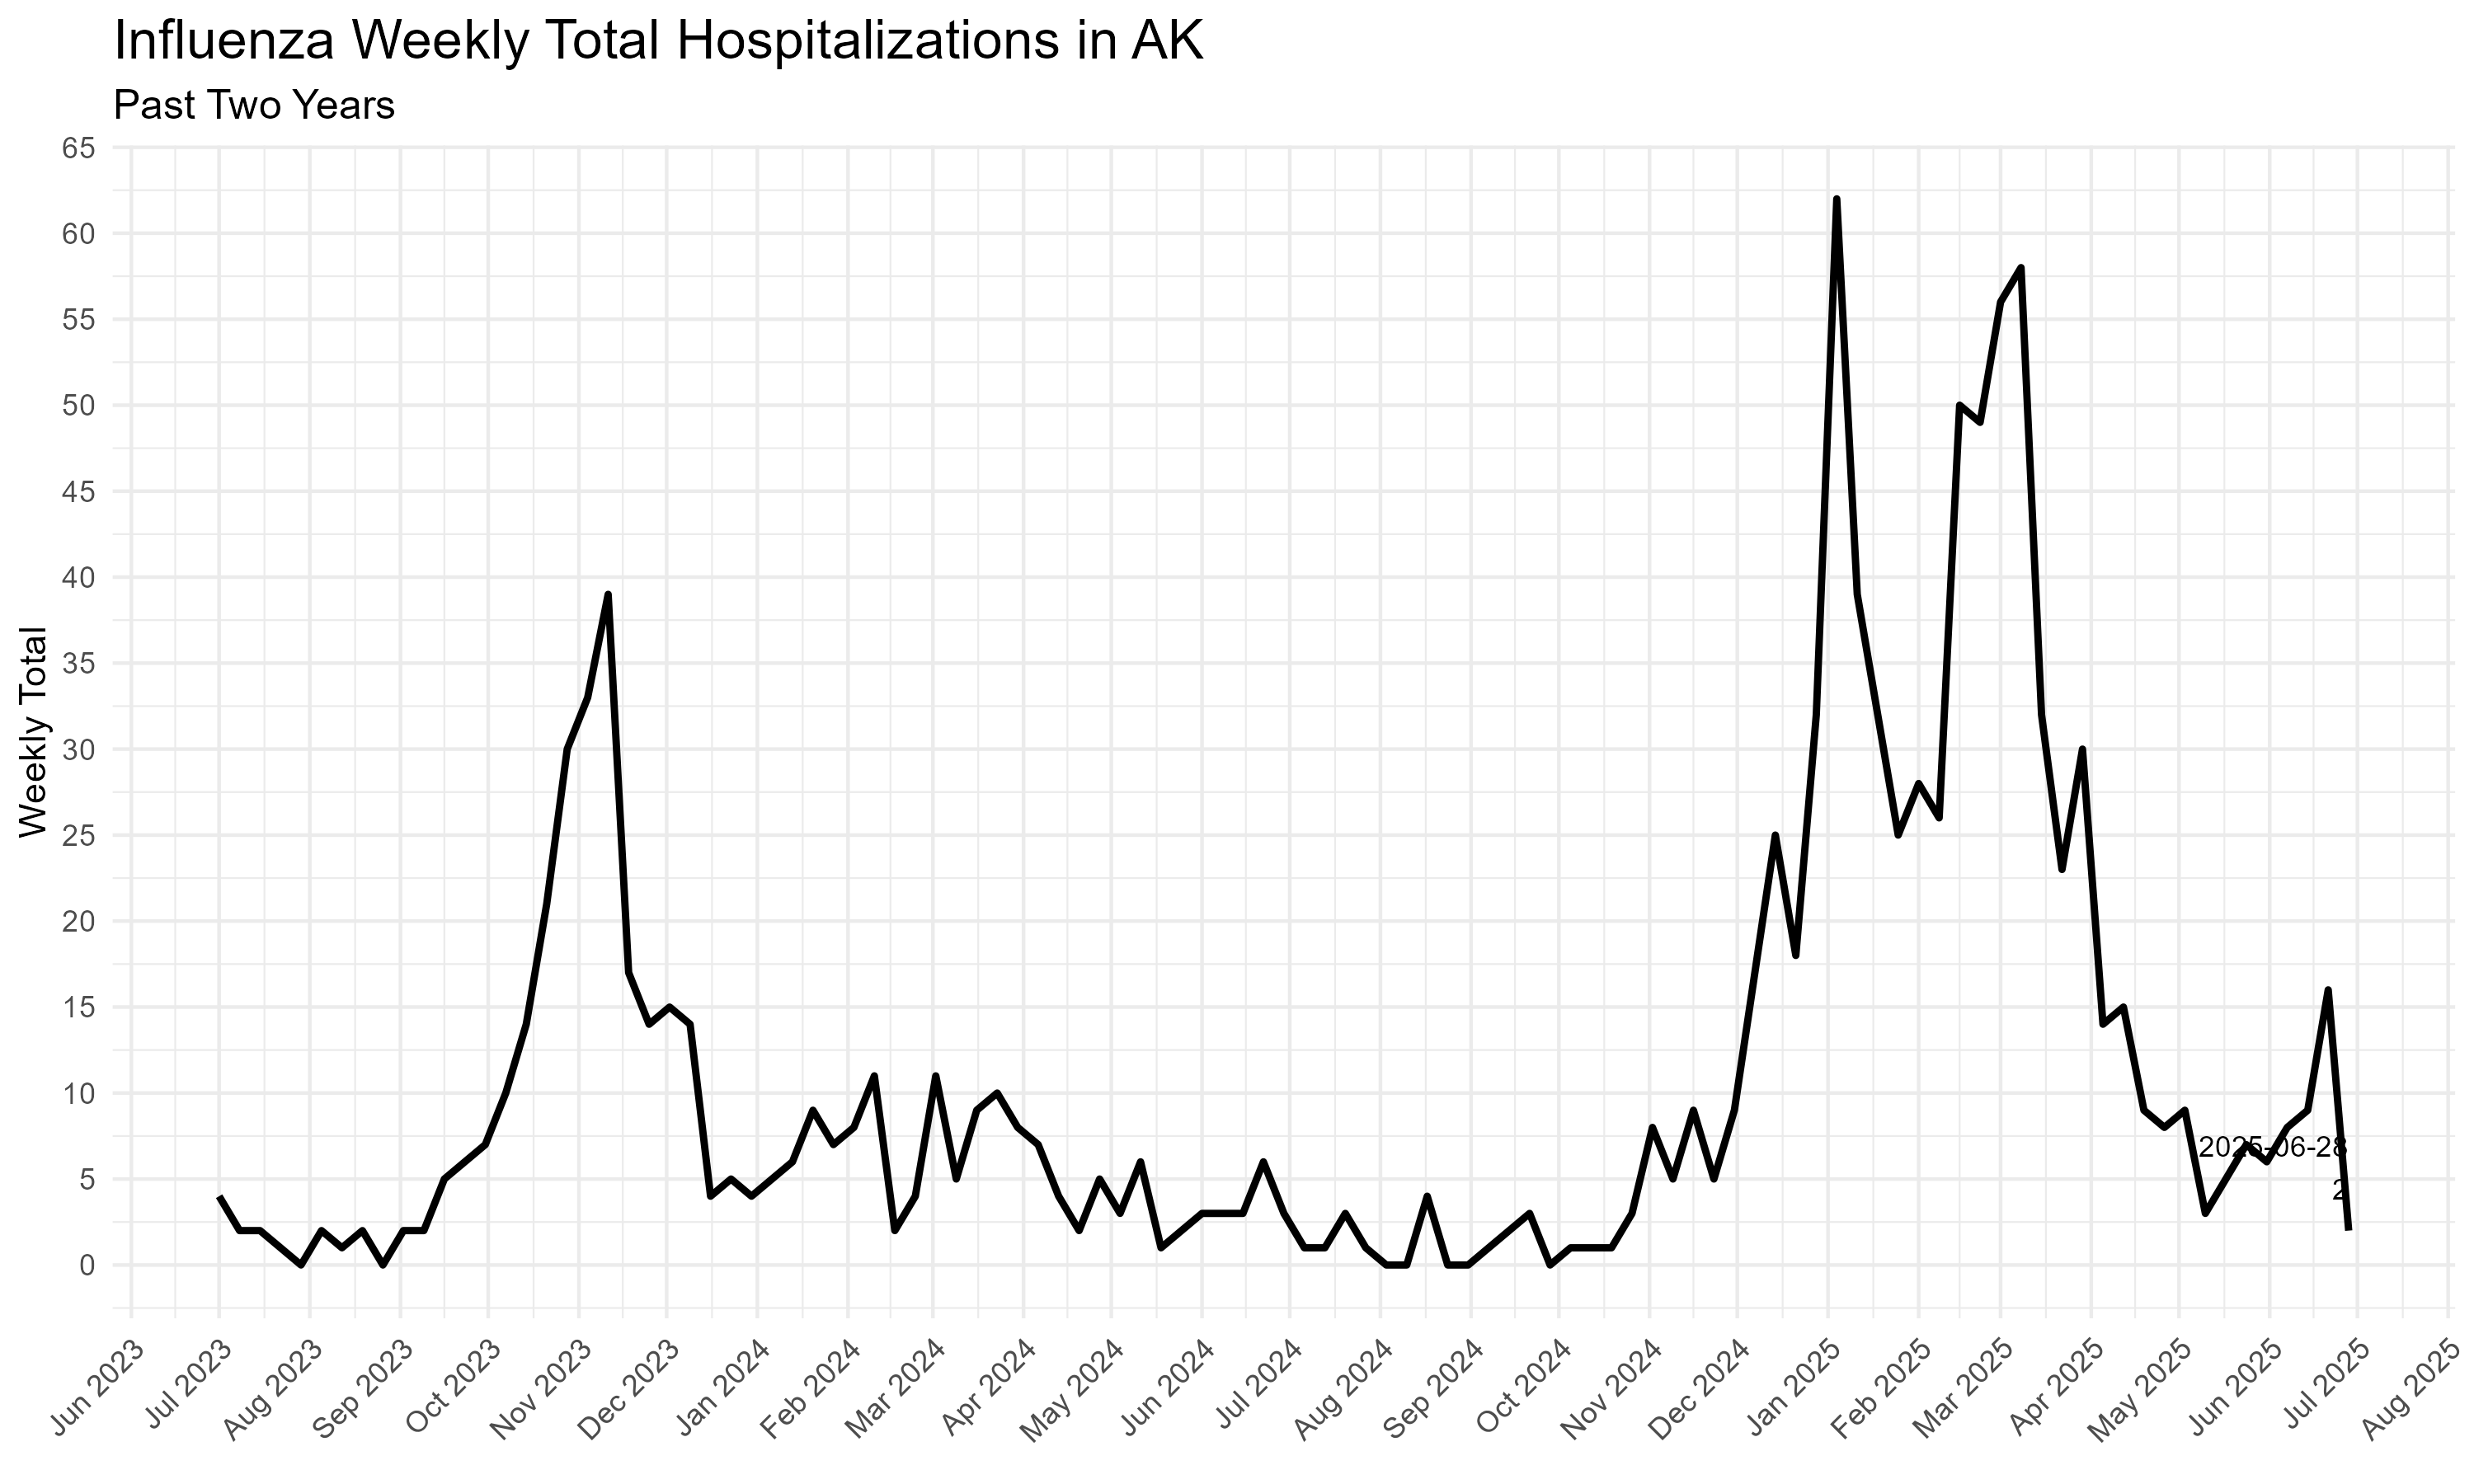 Influenza Weekly Total Hospitalizations in AK
Past Two Years
Weekly Total
65
60
55
50
45
40
35
30
25
20
15
10
5
0
2025-06-28
2
Jun 2023
Jul 2023
Aug 2023
Sep 2023
Oct 2023
Nov 2023
Dec 2023
Jan 2024
Feb 2024
Mar 2024
Apr 2024
May 2024
Jun 2024
Jul 2024
Aug 2024
Sep 2024
Oct 2024
Nov 2024
Dec 2024
Jan 2025
Feb 2025
Mar 2025
Apr 2025
May 2025
Jun 2025
Jul 2025
Aug 2025